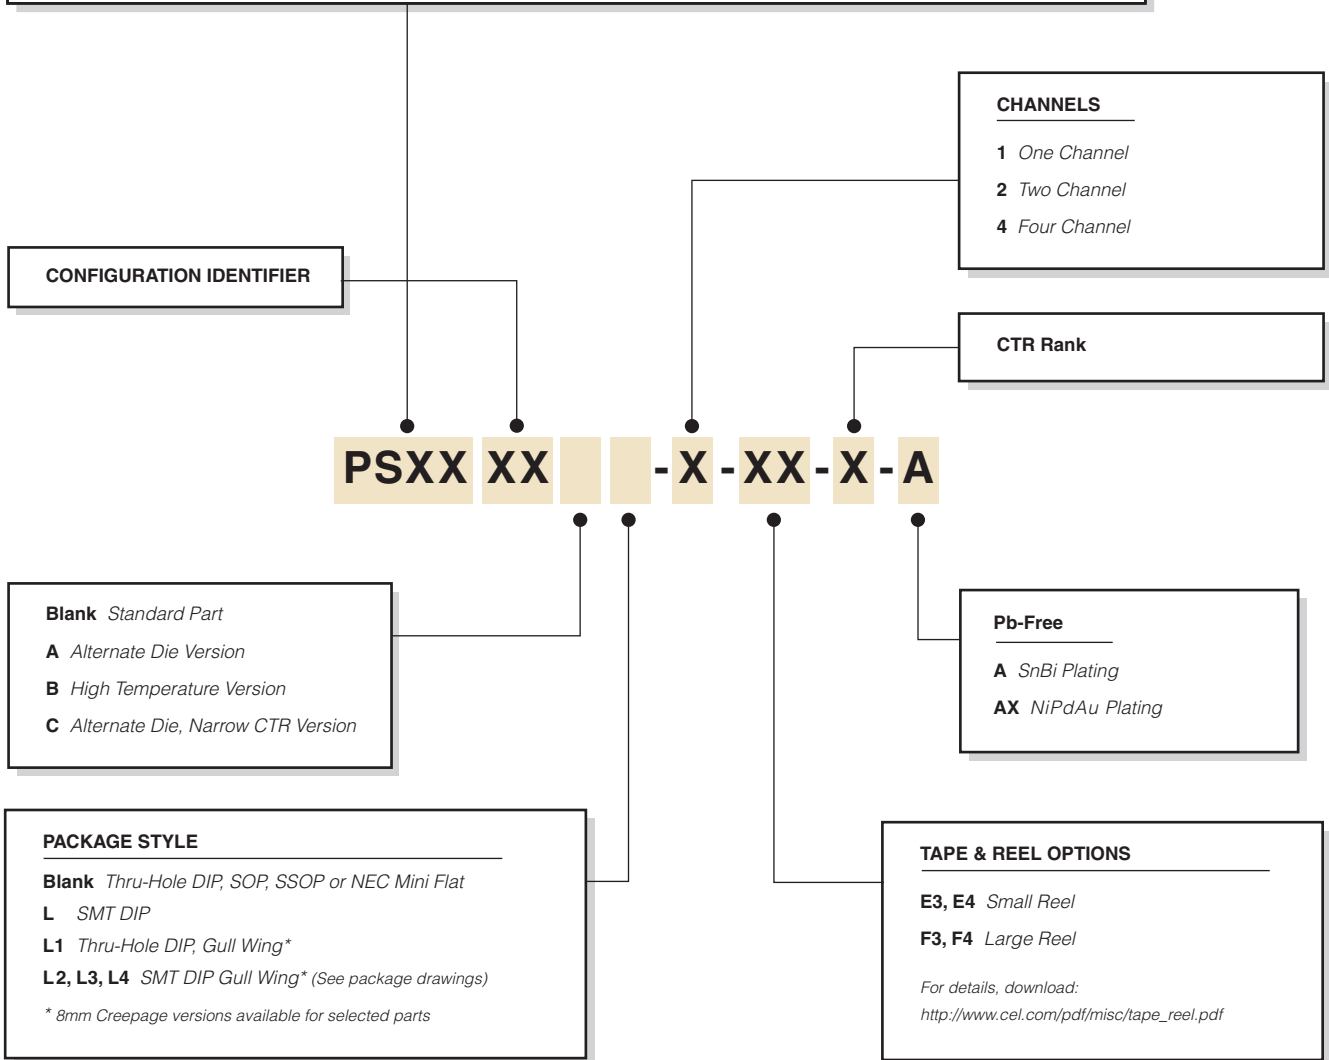 CHANNELS
1 One Channel
2 Two Channel
4 Four Channel
CONFIGURATION IDENTIFIER
CTR Rank
PSXX XX - X - XX - X - A
Blank Standard Part
A Alternate Die Version
B High Temperature Version
C Alternate Die, Narrow CTR Version
Pb-Free
A SnBi Plating
AX NiPdAu Plating
PACKAGE STYLE
Blank Thru-Hole DIP, SOP, SSOP or NEC Mini Flat
L SMT DIP
L1 Thru-Hole DIP, Gull Wing*
L2, L3, L4 SMT DIP Gull Wing* (See package drawings)
* 8mm Creepage versions available for selected parts
TAPE & REEL OPTIONS
E3, E4 Small Reel
F3, F4 Large Reel
For details, download:
http://www.cel.com/pdf/misc/tape_reel.pdf